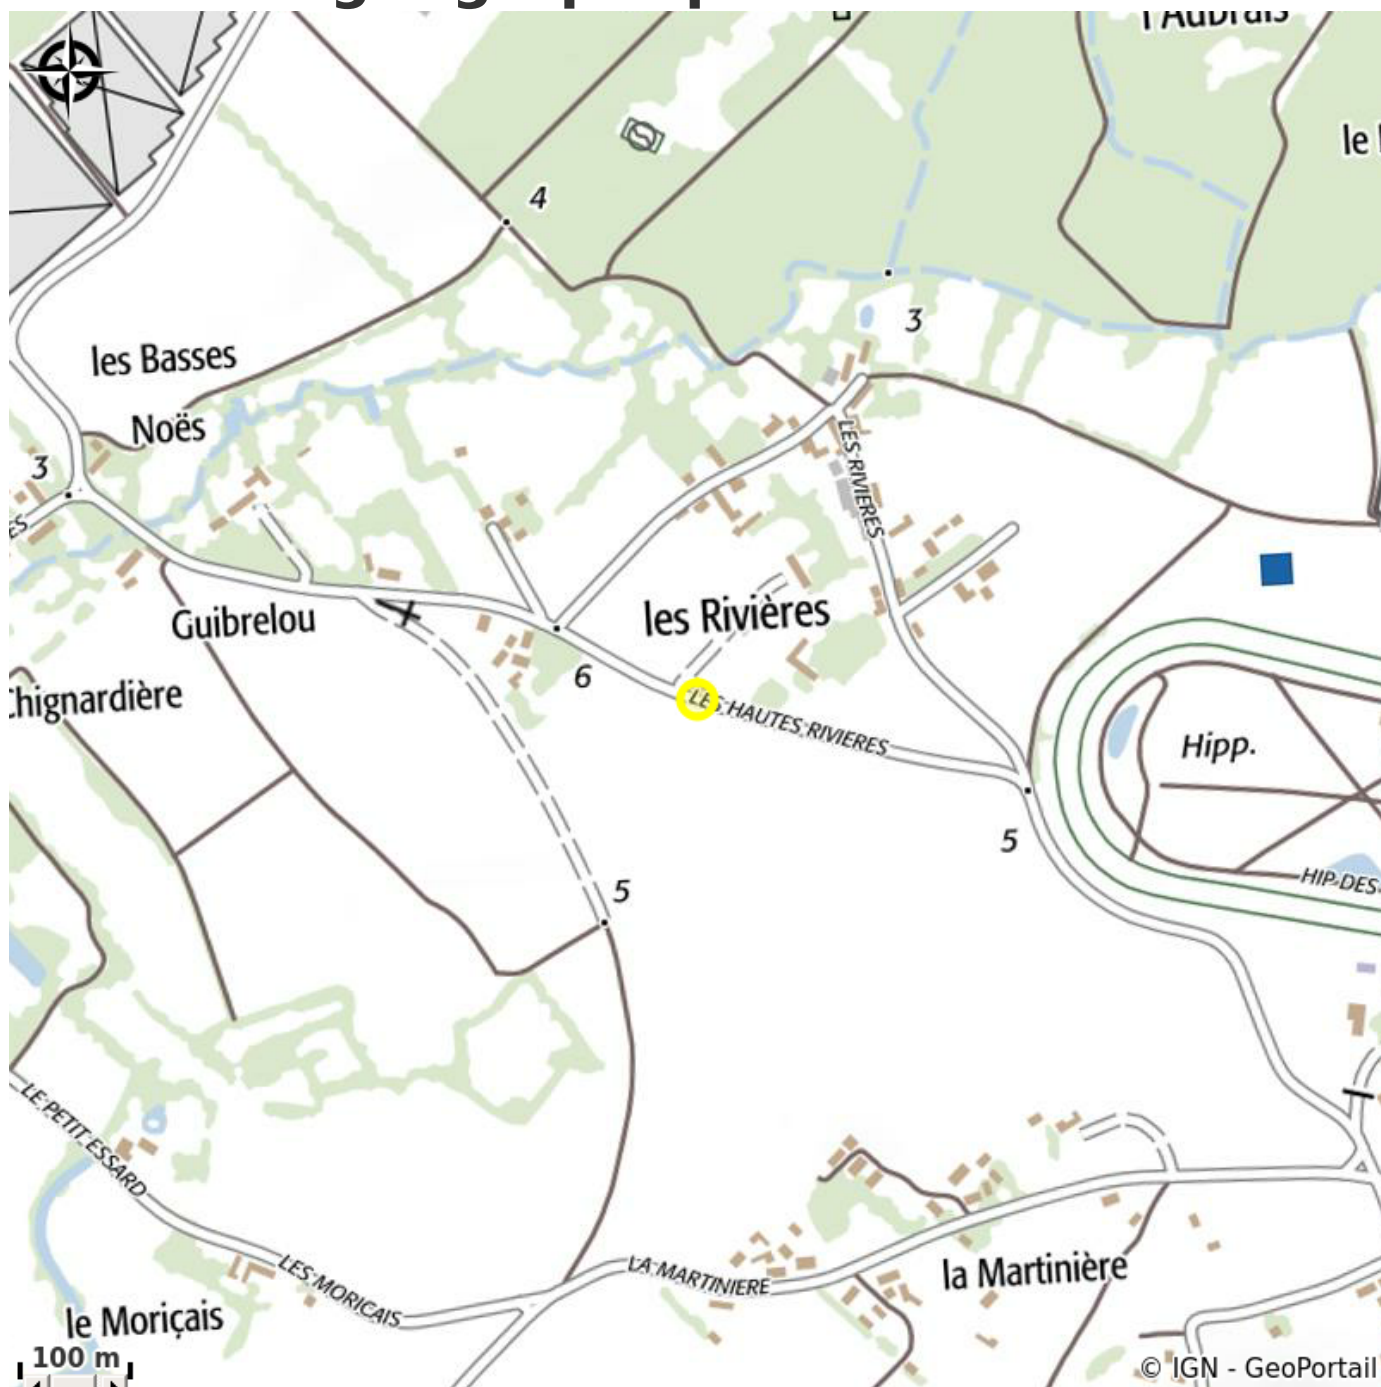 l'Aubrais
le
4
3
les Basses
Noës
3
LES RIVIERES
les Rivières
Guibrelou
6
Chignardière
LES HAUTES RIVIERES
Hipp.
5
HIP DES
5
LE PETIT ESSARD
LES MORICAIS
LA MARTINIERE
la Martinière
le Moriçais
100 m
© IGN - GeoPortail